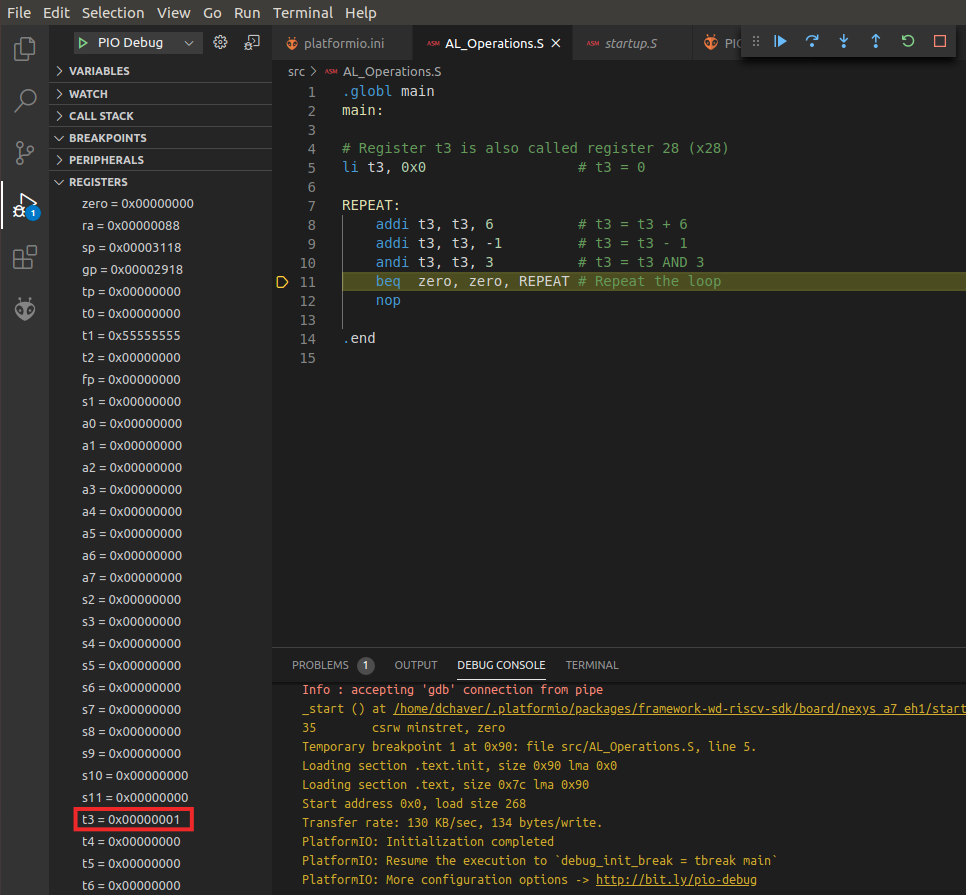 File Edit Selection View Go Run Terminal Help
PIO Debug
platformio.ini
ASM AL_Operations.S
ASM startup.S
PIO
VARIABLES
WATCH
CALL STACK
BREAKPOINTS
PERIPHERALS
REGISTERS
zero = 0x00000000
ra = 0x00000088
sp = 0x00003118
gp = 0x00002918
tp = 0x00000000
t0 = 0x00000000
t1 = 0x55555555
t2 = 0x00000000
fp = 0x00000000
s1 = 0x00000000
a0 = 0x00000000
a1 = 0x00000000
a2 = 0x00000000
a3 = 0x00000000
a4 = 0x00000000
a5 = 0x00000000
a6 = 0x00000000
a7 = 0x00000000
s2 = 0x00000000
s3 = 0x00000000
s4 = 0x00000000
s5 = 0x00000000
s6 = 0x00000000
s7 = 0x00000000
s8 = 0x00000000
s9 = 0x00000000
s10 = 0x00000000
s11 = 0x00000000
t3 = 0x00000001
t4 = 0x00000000
t5 = 0x00000000
t6 = 0x00000000
1
src > ASM AL_Operations.S
1 .globl main
2 main:
3
4 # Register t3 is also called register 28 (x28)
5 li t3, 0x0 # t3 = 0
6
7 REPEAT:
8 addi t3, t3, 6 # t3 = t3 + 6
9 addi t3, t3, -1 # t3 = t3 - 1
10 andi t3, t3, 3 # t3 = t3 AND 3
11 beq zero, zero, REPEAT # Repeat the loop
12 nop
13
14 .end
15
PROBLEMS 1 OUTPUT DEBUG CONSOLE TERMINAL
Info : accepting 'gdb' connection from pipe
_start () at /home/dchaver/.platformio/packages/framework-wd-riscv-sdk/board/nexys_a7_eh1/start
35 csrw minstret, zero
Temporary breakpoint 1 at 0x90: file src/AL_Operations.S, line 5.
Loading section .text.init, size 0x90 lma 0x0
Loading section .text, size 0x7c lma 0x90
Start address 0x0, load size 268
Transfer rate: 130 KB/sec, 134 bytes/write.
PlatformIO: Initialization completed
PlatformIO: Resume the execution to `debug_init_break = tbreak main`
PlatformIO: More configuration options -> http://bit.ly/pio-debug